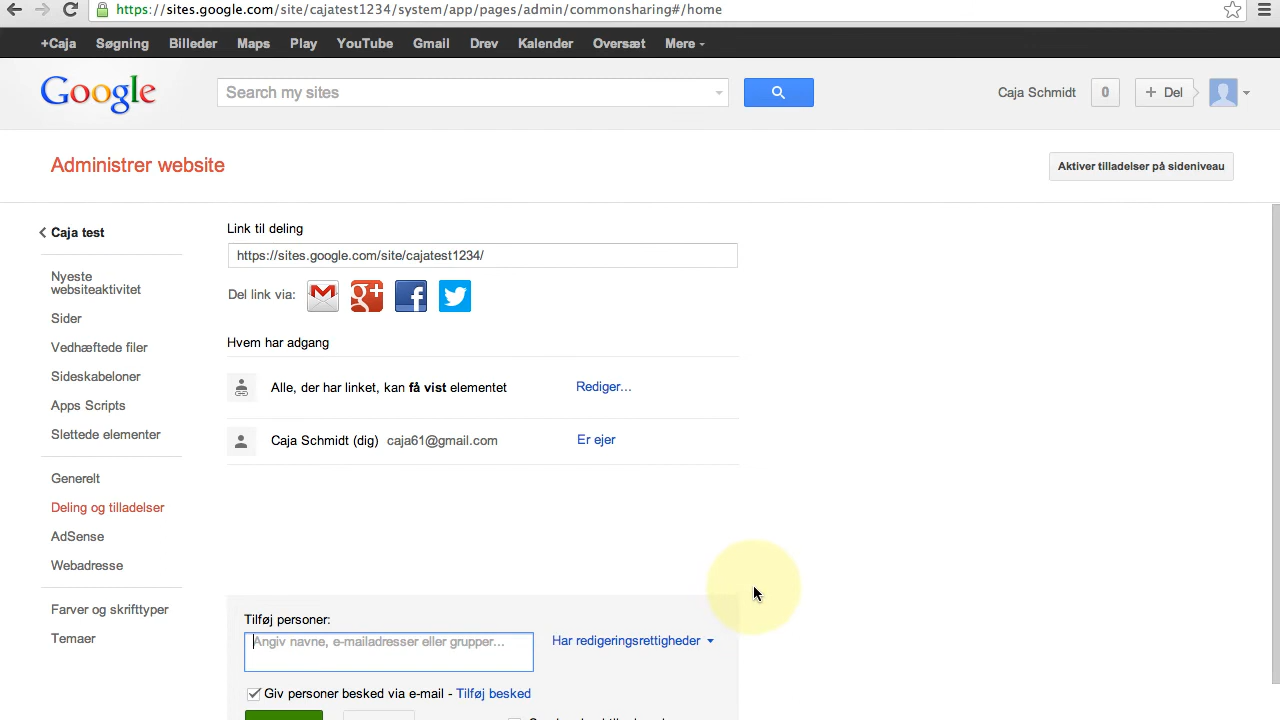 https://sites.google.com/site/cajatest1234/system/app/pages/admin/commonsharing#/home
+Caja Søgning Billeder Maps Play YouTube Gmail Drev Kalender Oversæt Mere
Google Search my sites Caja Schmidt 0 + Del
Administrer website Aktiver tilladelser på sideniveau
Caja test
Nyeste
websiteaktivitet
Sider
Vedhæftede filer
Sideskabeloner
Apps Scripts
Slettede elementer
Generelt
Deling og tilladelser
AdSense
Webadresse
Farver og skrifttyper
Temaer
Link til deling
https://sites.google.com/site/cajatest1234/
Del link via:
Hvem har adgang
Alle, der har linket, kan få vist elementet Rediger...
Caja Schmidt (dig) caja61@gmail.com Er ejer
Tilføj personer:
Angiv navne, e-mailadresser eller grupper... Har redigeringsrettigheder
Giv personer besked via e-mail - Tilføj besked